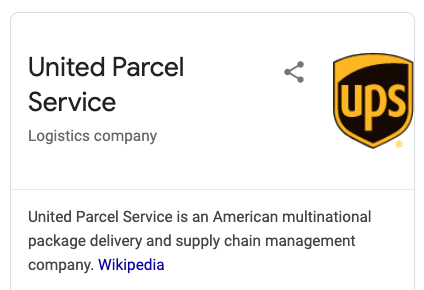 United Parcel
Service
Logistics company
ups
®
United Parcel Service is an American multinational
package delivery and supply chain management
company. Wikipedia